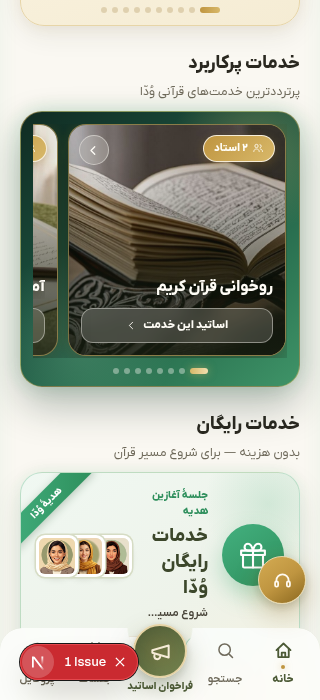 خدمات پرکاربرد
پرترددترین خدمت‌های قرآنی وُدّا
۲ استاد
روخوانی قرآن کریم
اساتید این خدمت
خدمات رایگان
بدون هزینه — برای شروع مسیر قرآن
هدیهٔ وُدّا
جلسهٔ آغازین
هدیه
خدمات
رایگان
وُدّا
شروع مسیـ...
خانه
جستجو
فراخوان اساتید
1 Issue